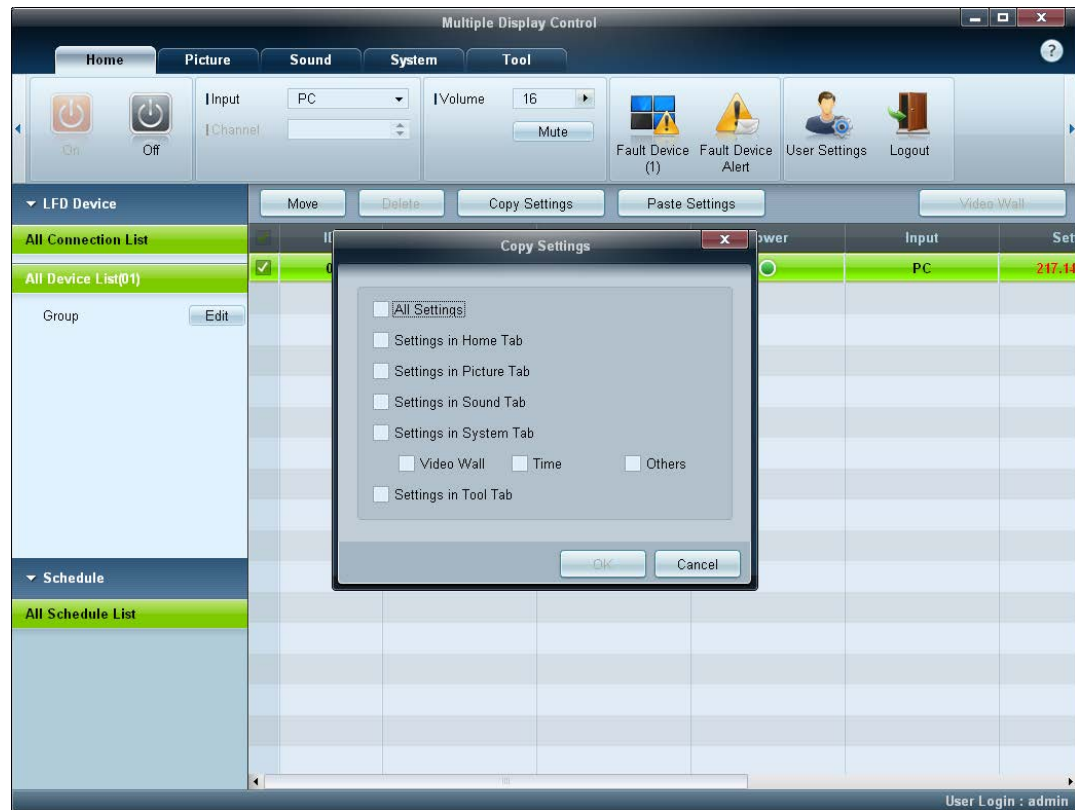 Multiple Display Control
Home Picture Sound System Tool
Input PC Volume 16
Channel Mute
On Off Fault Device (1) Fault Device Alert User Settings Logout
LFD Device Move Delete Copy Settings Paste Settings Video Wall
All Connection List Input
All Device List(01) PC
Group Edit
Copy Settings
All Settings
Settings in Home Tab
Settings in Picture Tab
Settings in Sound Tab
Settings in System Tab
Video Wall Time Others
Settings in Tool Tab
OK Cancel
Schedule
All Schedule List
User Login : admin